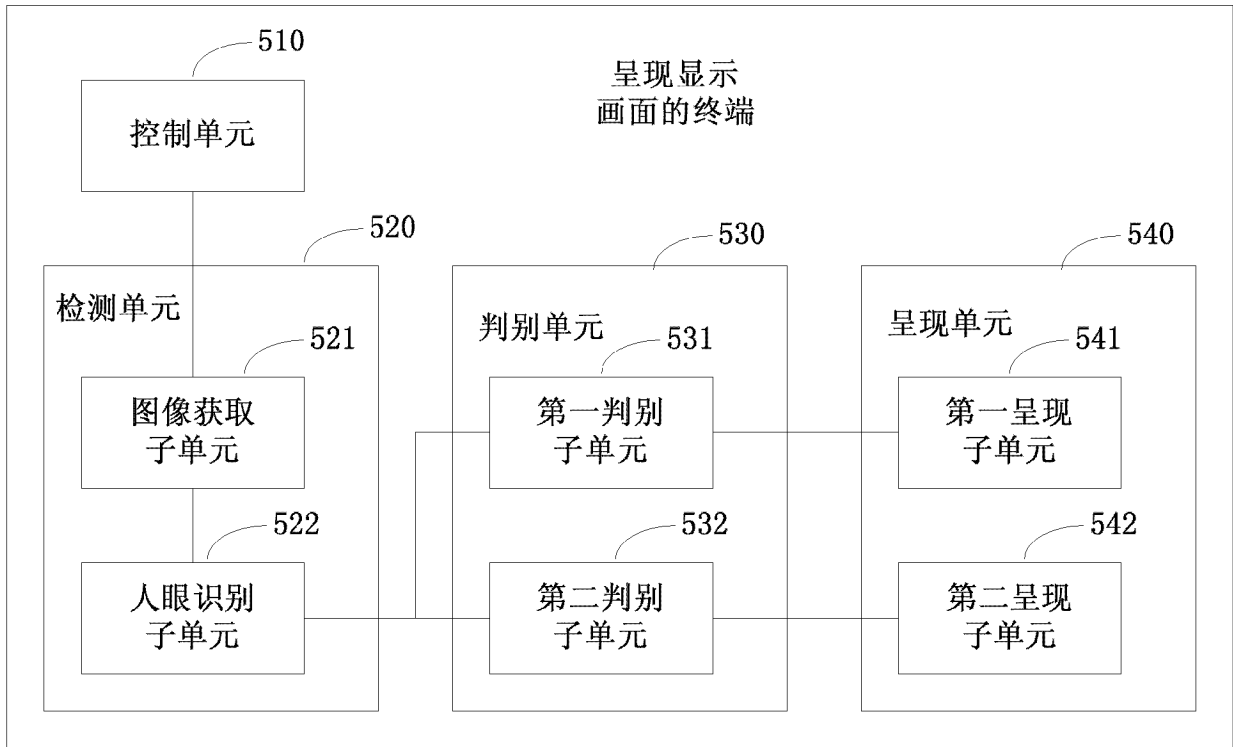 510
呈现显示
画面的终端
控制单元
520
530
540
检测单元
判别单元
呈现单元
521
531
541
图像获取
子单元
第一判别
子单元
第一呈现
子单元
522
532
542
人眼识别
子单元
第二判别
子单元
第二呈现
子单元